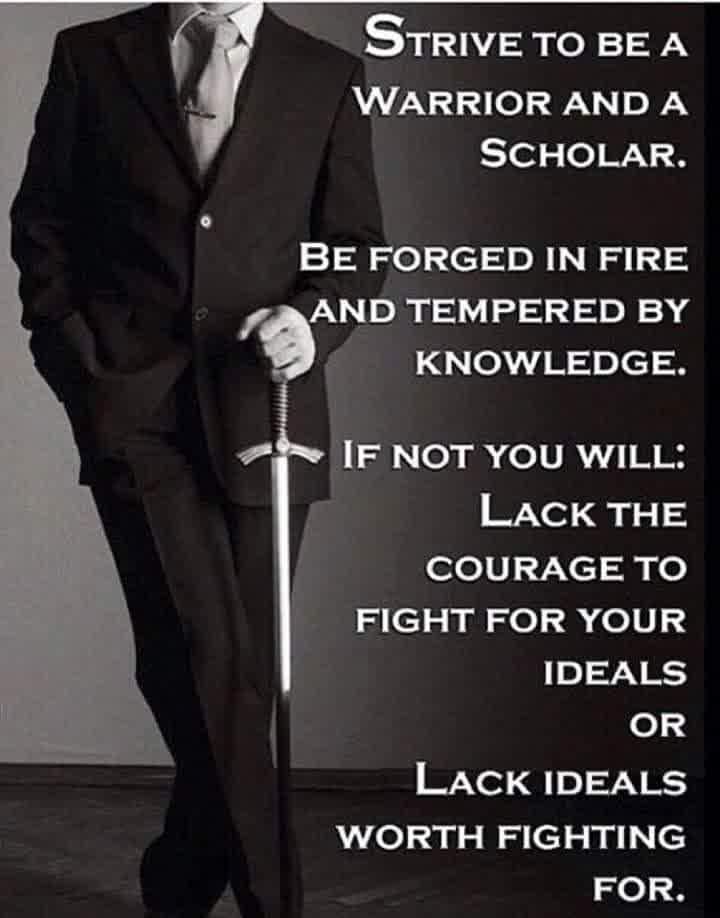 STRIVE TO BE A
WARRIOR AND A
SCHOLAR.
BE FORGED IN FIRE
AND TEMPERED BY
KNOWLEDGE.
IF NOT YOU WILL:
LACK THE
COURAGE TO
FIGHT FOR YOUR
IDEALS
OR
LACK IDEALS
WORTH FIGHTING
FOR.